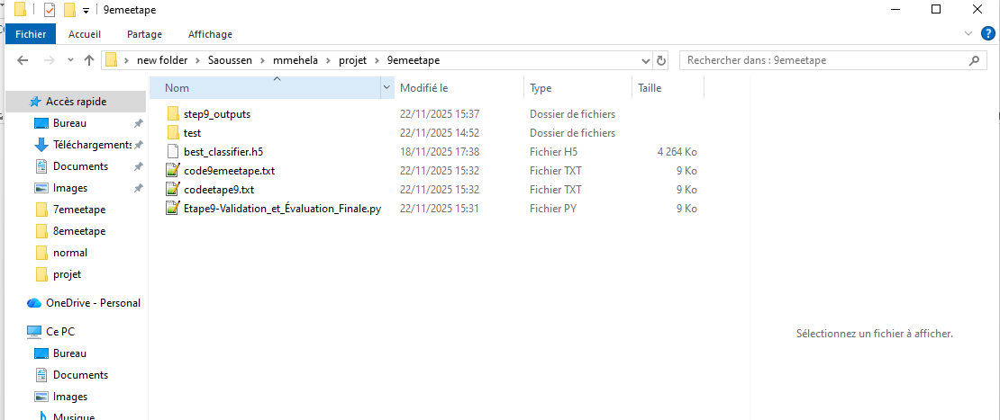 9emeetape
Fichier Accueil Partage Affichage
new folder Saoussen mmehela projet 9emeetape Rechercher dans : 9emeetape
Nom Modifié le Type Taille
Accès rapide
Bureau
Téléchargements
Documents
Images
7emeetape
8emeetape
normal
projet
OneDrive - Personal
Ce PC
Bureau
Documents
Images
Musique
step9_outputs 22/11/2025 15:37 Dossier de fichiers
test 22/11/2025 14:52 Dossier de fichiers
best_classifier.h5 18/11/2025 17:38 Fichier H5 4 264 Ko
code9emeetape.txt 22/11/2025 15:32 Fichier TXT 9 Ko
codeetape9.txt 22/11/2025 15:32 Fichier TXT 9 Ko
Etape9-Validation_et_Évaluation_Finale.py 22/11/2025 15:31 Fichier PY 9 Ko
Sélectionnez un fichier à afficher.